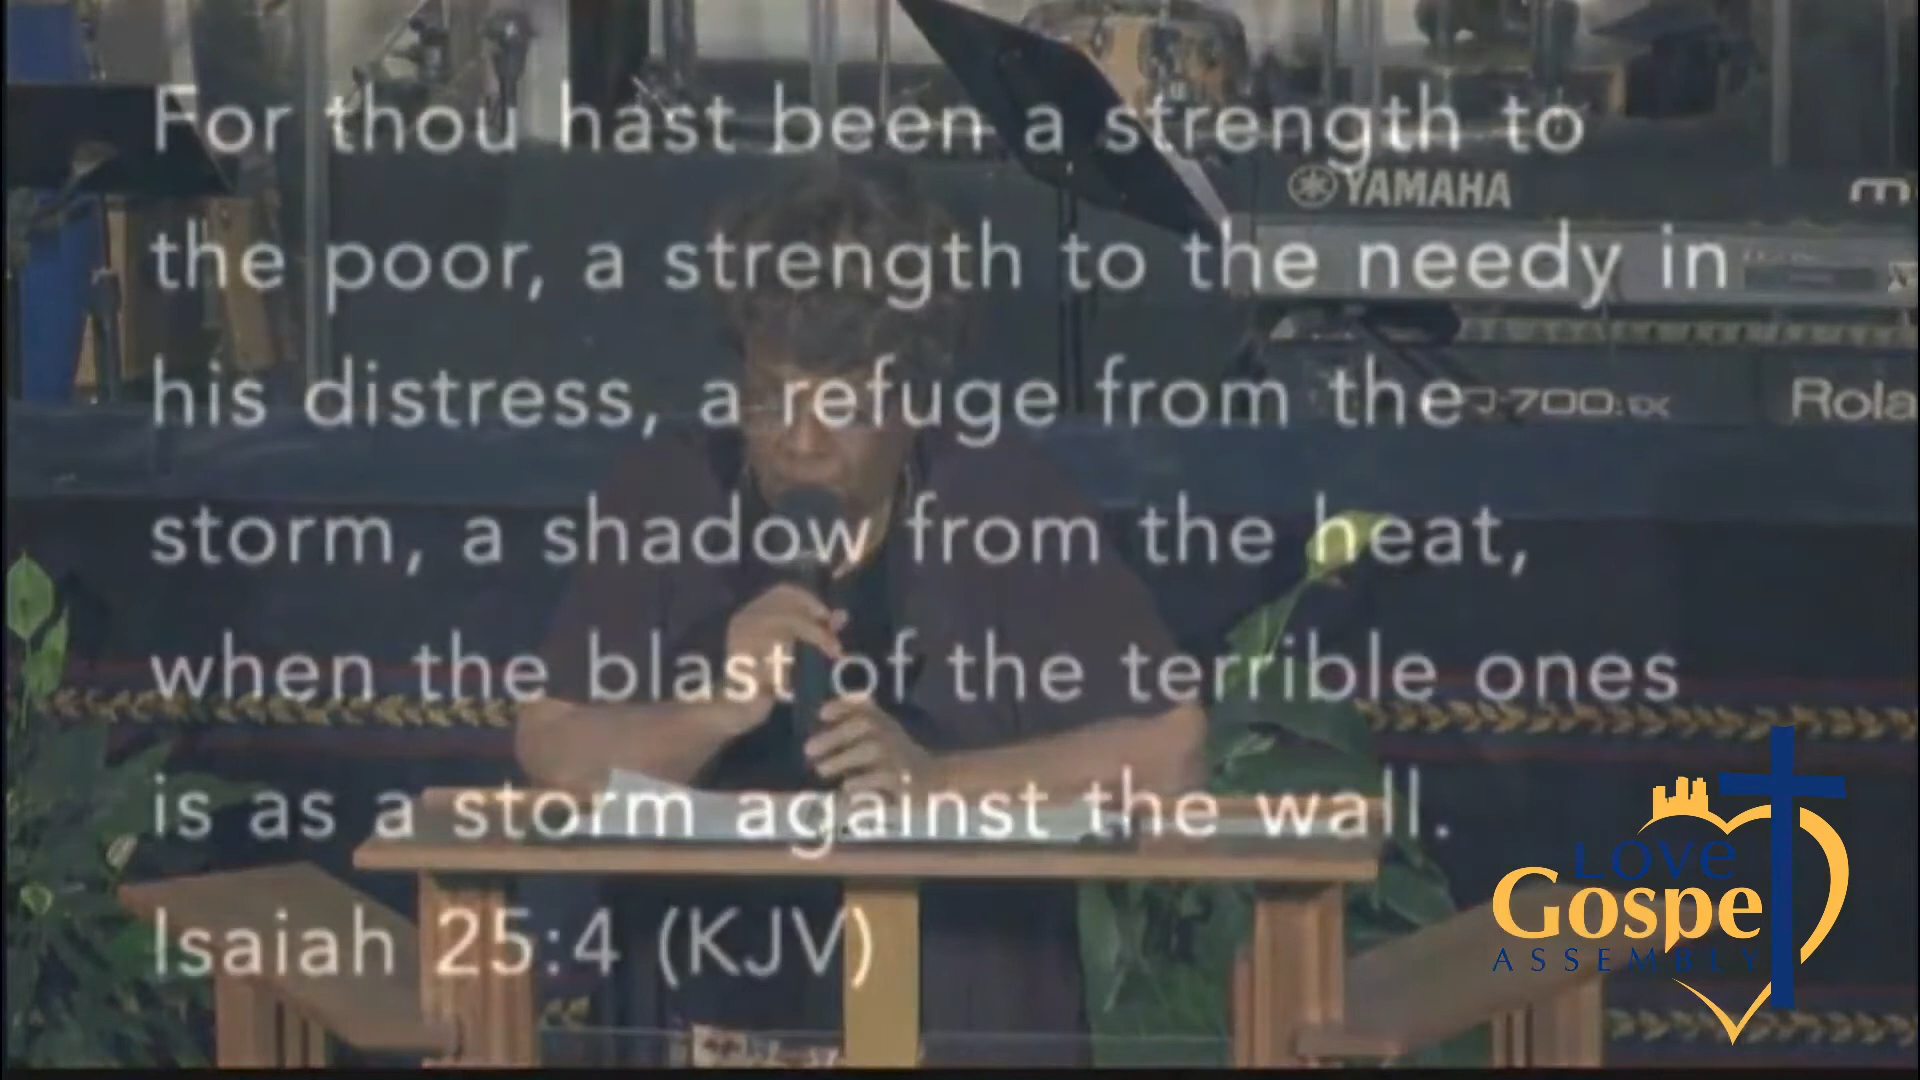 For thou hast been a strength to
YAMAHA
the poor, a strength to the needy in
his distress, a refuge from the
storm, a shadow from the heat,
when the blast of the terrible ones
is as a storm against the wall.
Isaiah 25:4 (KJV)
LOVE
Gospel
ASSEMBLY